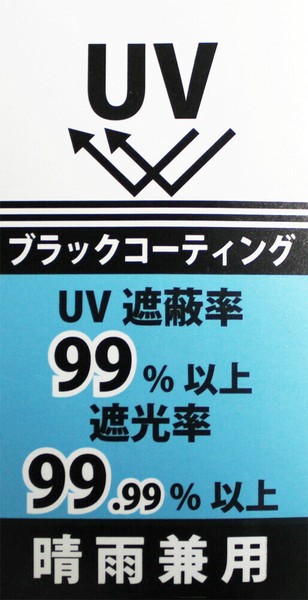 UV
ブラックコーティング
UV 遮蔽率
99 % 以上
遮光率
99.99 % 以上
晴雨兼用